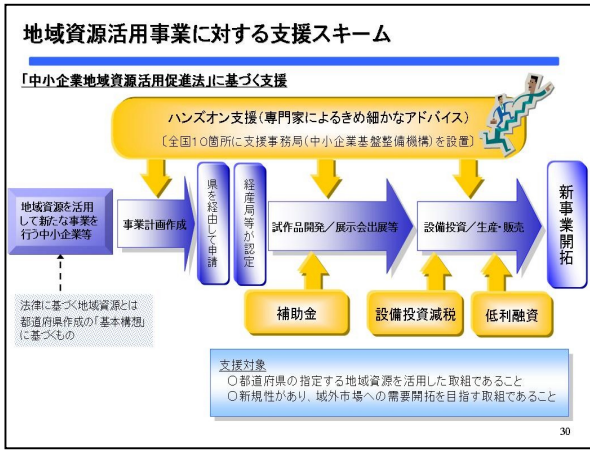 地域資源活用事業に対する支援スキーム
「中小企業地域資源活用促進法」に基づく支援
ハンズオン支援(専門家によるきめ細かなアドバイス)
〔全国10箇所に支援事務局(中小企業基盤整備機構)を設置〕
地域資源を活用
して新たな事業を
行う中小企業等
事業計画作成
県を経由して申請
経産局等が認定
試作品開発/展示会出展等
設備投資/生産・販売
新事業開拓
補助金
設備投資減税
低利融資
法律に基づく地域資源とは
都道府県作成の「基本構想」
に基づくもの
支援対象
○都道府県の指定する地域資源を活用した取組であること
○新規性があり、域外市場への需要開拓を目指す取組であること
30